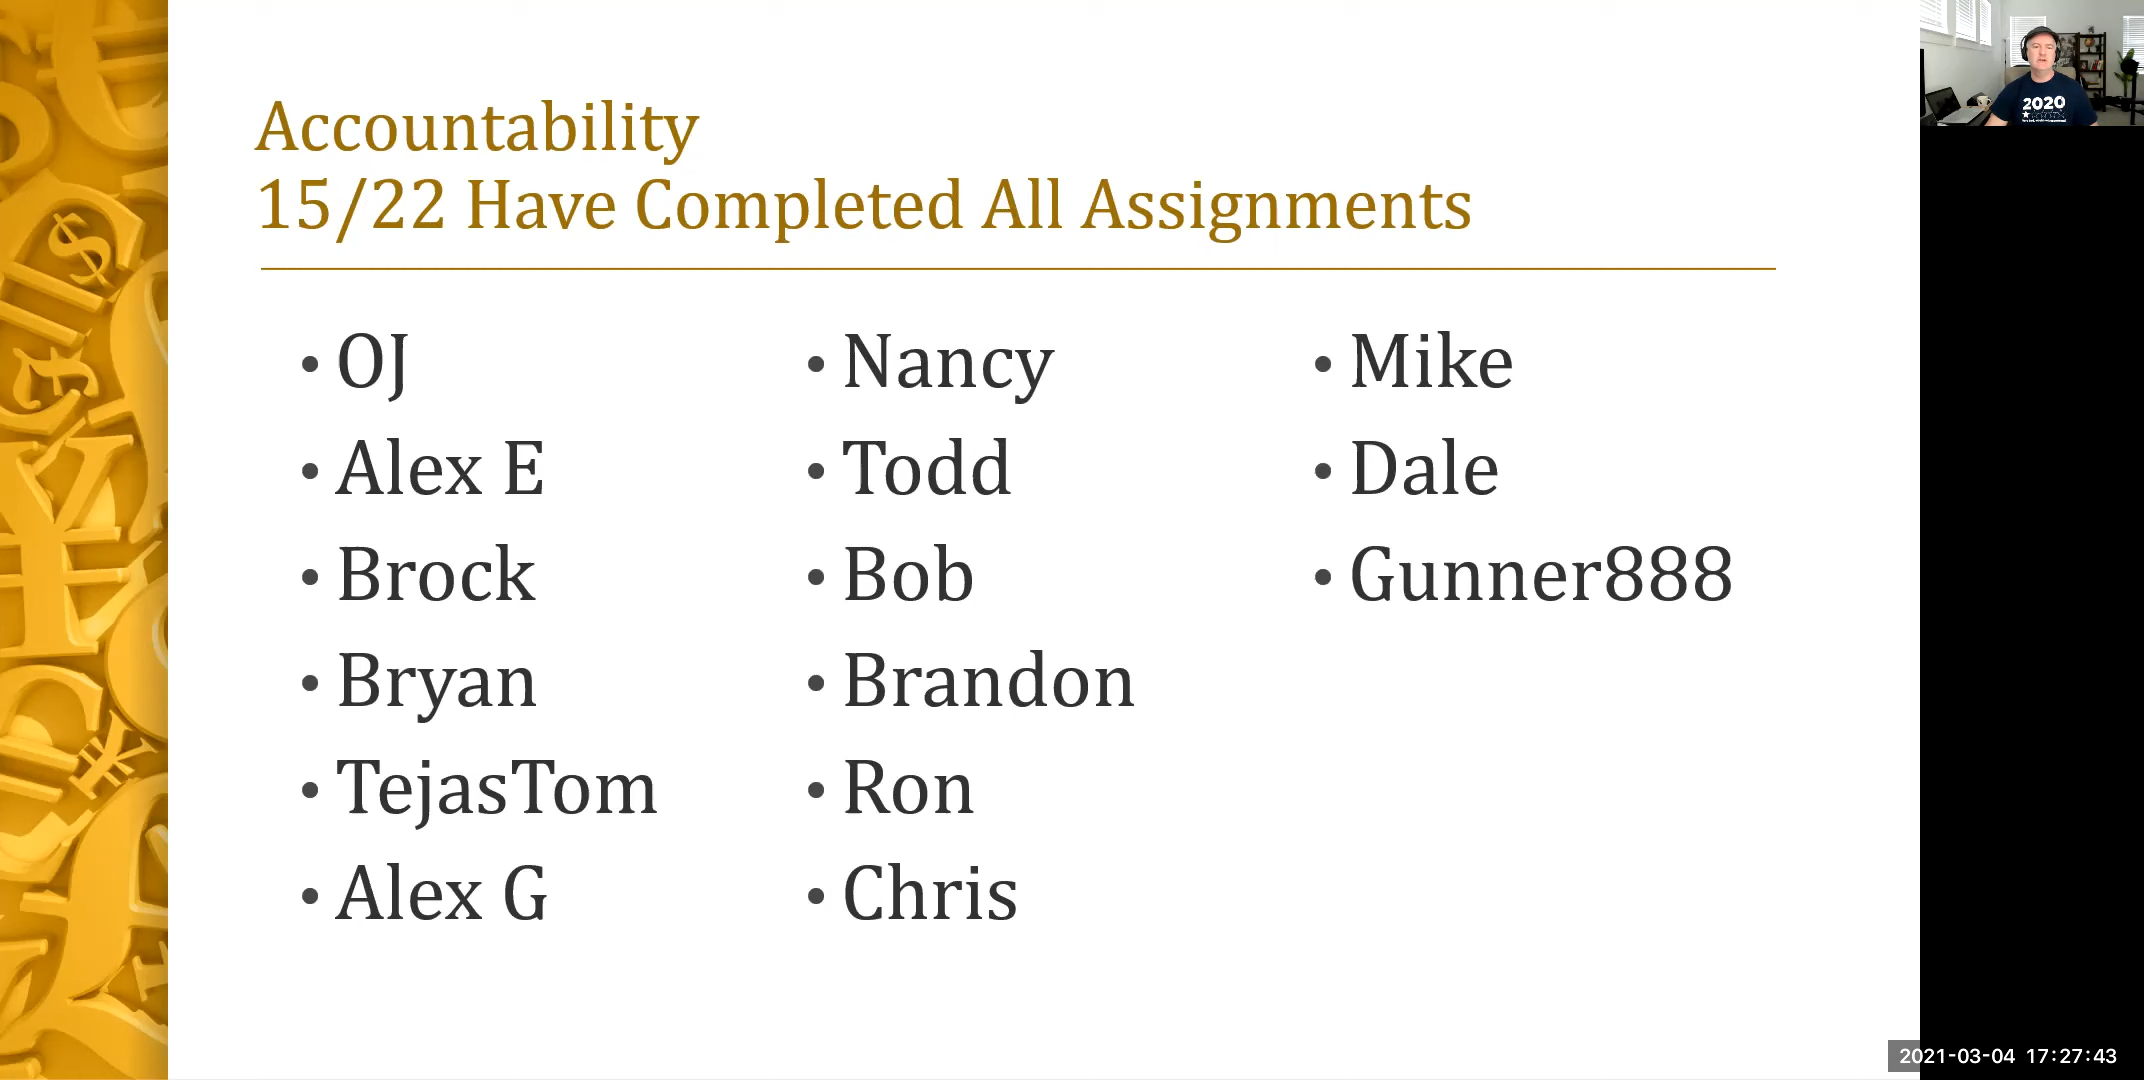 Accountability
15/22 Have Completed All Assignments
• OJ
• Alex E
• Brock
• Bryan
• TejasTom
• Alex G
• Nancy
• Todd
• Bob
• Brandon
• Ron
• Chris
• Mike
• Dale
• Gunner888
2020
2021-03-04 17:27:43